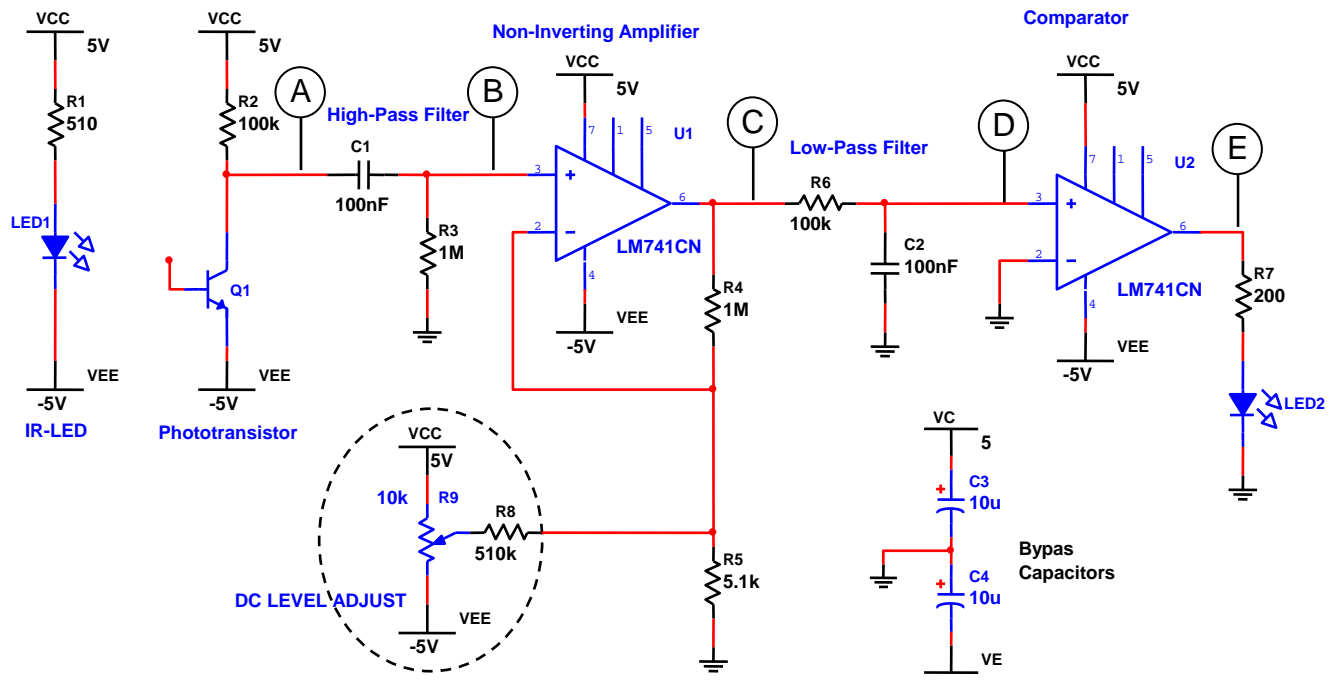 VCC
5V
R1
510
LED1
VEE
-5V
IR-LED
VCC
5V
R2
100k
Q1
VEE
-5V
Phototransistor
A
High-Pass Filter
C1
100nF
B
R3
1M
Non-Inverting Amplifier
VCC
5V
7
1
5
U1
3
+
2
−
6
4
LM741CN
VEE
-5V
R4
1M
C
Low-Pass Filter
R6
100k
C2
100nF
D
Comparator
VCC
5V
7
1
5
U2
3
+
2
−
6
4
LM741CN
VEE
-5V
E
R7
200
LED2
VCC
5V
10k
R9
R8
510k
DC LEVEL ADJUST
VEE
-5V
R5
5.1k
VC
5
+
C3
10u
+
C4
10u
Bypas
Capacitors
VE